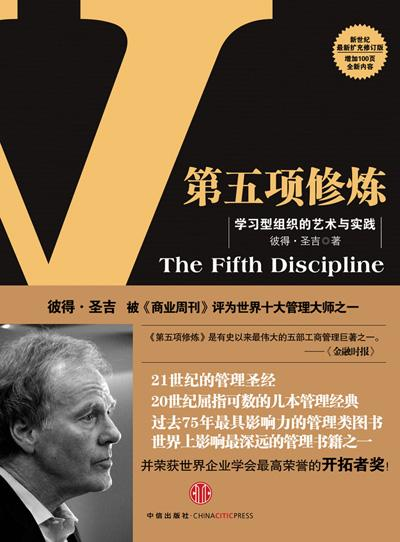 V
新世纪
最新扩充修订版
增加100页
全新内容
第五项修炼
学习型组织的艺术与实践
彼得·圣吉◎著
The Fifth Discipline
彼得·圣吉 被《商业周刊》评为世界十大管理大师之一
《第五项修炼》是有史以来最伟大的五部工商管理巨著之一。
——《金融时报》
21世纪的管理圣经
20世纪屈指可数的几本管理经典
过去75年最具影响力的管理类图书
世界上影响最深远的管理书籍之一
并荣获世界企业学会最高荣誉的开拓者奖!
中信出版社·CHINACITICPRESS